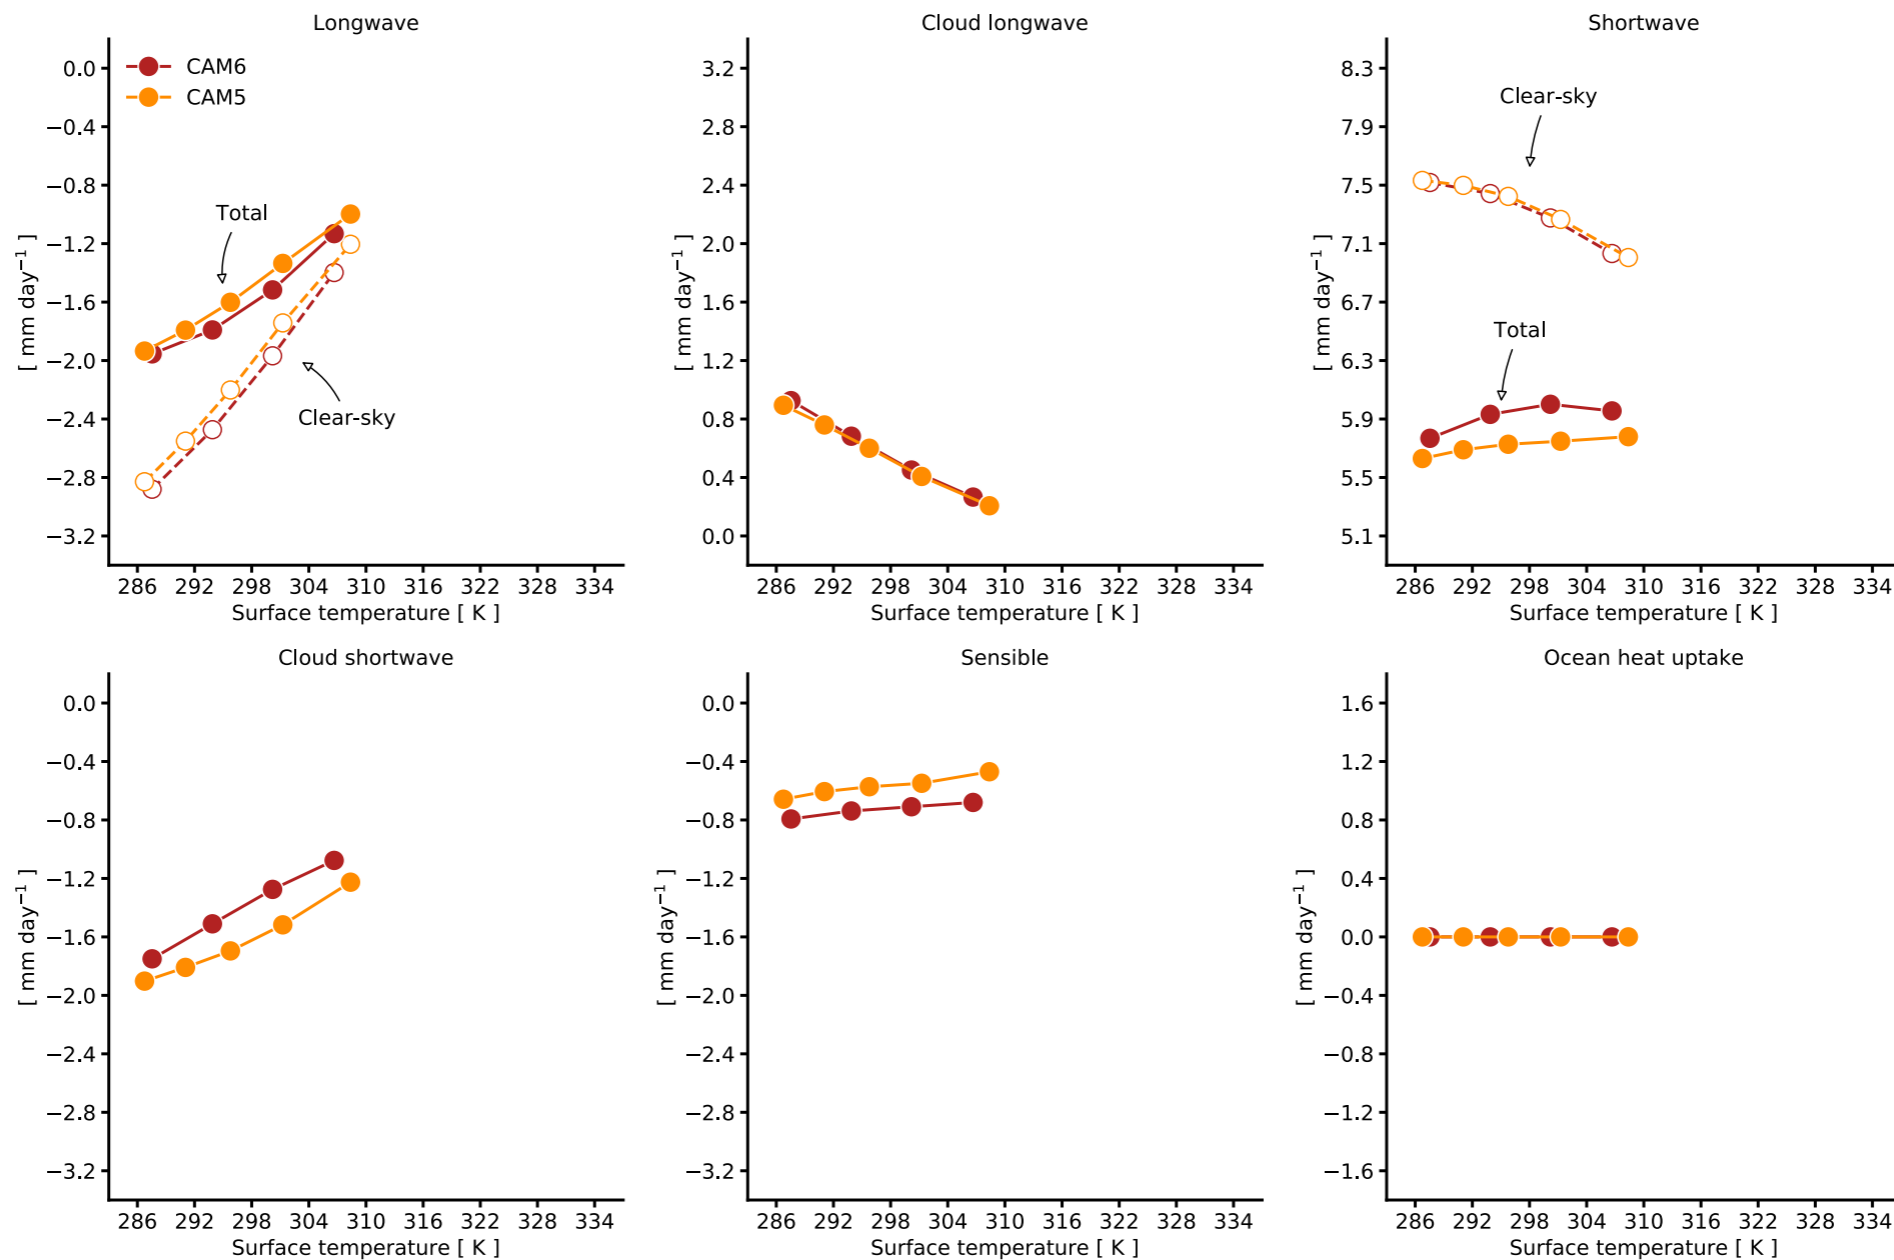 Longwave
CAM6
CAM5
Total
Clear-sky
0.0
−0.4
−0.8
−1.2
−1.6
−2.0
−2.4
−2.8
−3.2
[ mm day⁻¹ ]
286 292 298 304 310 316 322 328 334
Surface temperature [ K ]
Cloud longwave
3.2
2.8
2.4
2.0
1.6
1.2
0.8
0.4
0.0
[ mm day⁻¹ ]
286 292 298 304 310 316 322 328 334
Surface temperature [ K ]
Shortwave
Clear-sky
Total
8.3
7.9
7.5
7.1
6.7
6.3
5.9
5.5
5.1
[ mm day⁻¹ ]
286 292 298 304 310 316 322 328 334
Surface temperature [ K ]
Cloud shortwave
0.0
−0.4
−0.8
−1.2
−1.6
−2.0
−2.4
−2.8
−3.2
[ mm day⁻¹ ]
286 292 298 304 310 316 322 328 334
Surface temperature [ K ]
Sensible
0.0
−0.4
−0.8
−1.2
−1.6
−2.0
−2.4
−2.8
−3.2
[ mm day⁻¹ ]
286 292 298 304 310 316 322 328 334
Surface temperature [ K ]
Ocean heat uptake
1.6
1.2
0.8
0.4
0.0
−0.4
−0.8
−1.2
−1.6
[ mm day⁻¹ ]
286 292 298 304 310 316 322 328 334
Surface temperature [ K ]